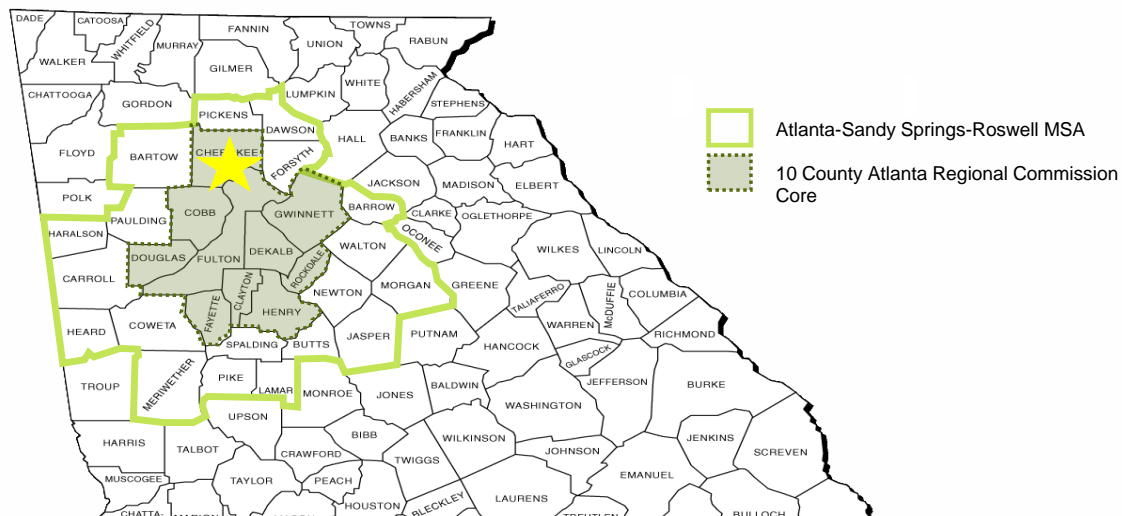 DADE
CATOOSA
WHITFIELD
MURRAY
FANNIN
TOWNS
UNION
RABUN
WALKER
GILMER
WHITE
HABERSHAM
CHATTOOGA
GORDON
LUMPKIN
STEPHENS
PICKENS
DAWSON
HALL
BANKS
FRANKLIN
HART
FLOYD
BARTOW
CHEROKEE
FORSYTH
Atlanta-Sandy Springs-Roswell MSA
10 County Atlanta Regional Commission
Core
POLK
PAULDING
COBB
GWINNETT
JACKSON
MADISON
ELBERT
BARROW
CLARKE
OGLETHORPE
HARALSON
DOUGLAS
FULTON
DEKALB
ROCKDALE
WALTON
OCONEE
WILKES
LINCOLN
CARROLL
CLAYTON
NEWTON
MORGAN
GREENE
TALIAFERRO
McDUFFIE
COLUMBIA
HEARD
COWETA
FAYETTE
HENRY
JASPER
PUTNAM
WARREN
RICHMOND
SPALDING
BUTTS
HANCOCK
GLASCOCK
TROUP
MERIWETHER
PIKE
LAMAR
MONROE
JONES
BALDWIN
JEFFERSON
BURKE
UPSON
WASHINGTON
HARRIS
TALBOT
BIBB
CRAWFORD
WILKINSON
JENKINS
SCREVEN
TWIGGS
JOHNSON
MUSCOGEE
TAYLOR
PEACH
EMANUEL
HOUSTON
BLECKLEY
LAURENS
CHATTA-
BULLOCH